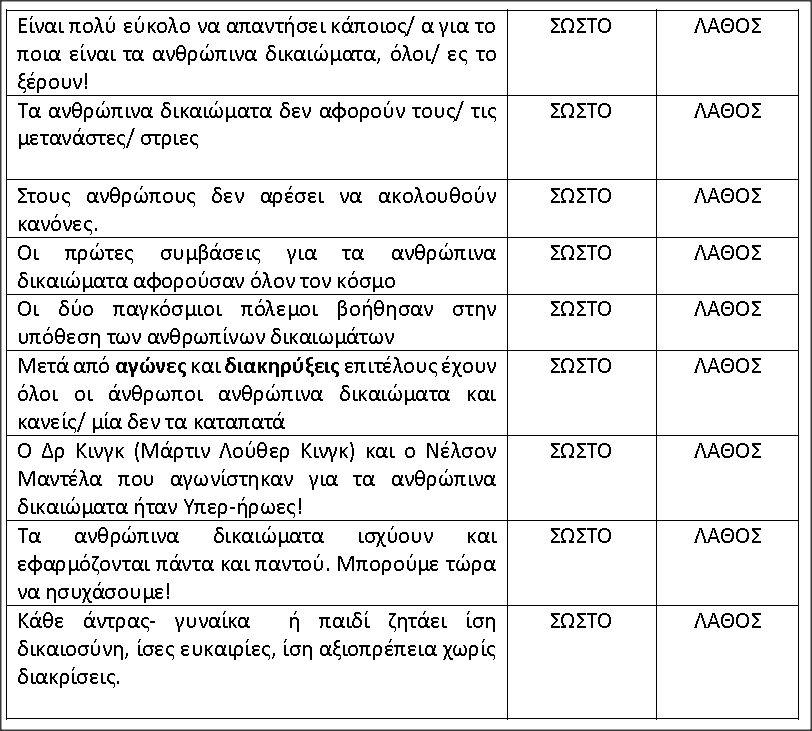 Είναι πολύ εύκολο να απαντήσει κάποιος/ α για το ΣΩΣΤΟ ΛΑΘΟΣ
ποια είναι τα ανθρώπινα δικαιώματα, όλοι/ ες το
ξέρουν!
Τα ανθρώπινα δικαιώματα δεν αφορούν τους/ τις ΣΩΣΤΟ ΛΑΘΟΣ
μετανάστες/ στριες
Στους ανθρώπους δεν αρέσει να ακολουθούν ΣΩΣΤΟ ΛΑΘΟΣ
κανόνες.
Οι πρώτες συμβάσεις για τα ανθρώπινα ΣΩΣΤΟ ΛΑΘΟΣ
δικαιώματα αφορούσαν όλον τον κόσμο
Οι δύο παγκόσμιοι πόλεμοι βοήθησαν στην ΣΩΣΤΟ ΛΑΘΟΣ
υπόθεση των ανθρωπίνων δικαιωμάτων
Μετά από αγώνες και διακηρύξεις επιτέλους έχουν ΣΩΣΤΟ ΛΑΘΟΣ
όλοι οι άνθρωποι ανθρώπινα δικαιώματα και
κανείς/ μία δεν τα καταπατά
Ο Δρ Κινγκ (Μάρτιν Λούθερ Κινγκ) και ο Νέλσον ΣΩΣΤΟ ΛΑΘΟΣ
Μαντέλα που αγωνίστηκαν για τα ανθρώπινα
δικαιώματα ήταν Υπερ-ήρωες!
Τα ανθρώπινα δικαιώματα ισχύουν και ΣΩΣΤΟ ΛΑΘΟΣ
εφαρμόζονται πάντα και παντού. Μπορούμε τώρα
να ησυχάσουμε!
Κάθε άντρας- γυναίκα ή παιδί ζητάει ίση ΣΩΣΤΟ ΛΑΘΟΣ
δικαιοσύνη, ίσες ευκαιρίες, ίση αξιοπρέπεια χωρίς
διακρίσεις.